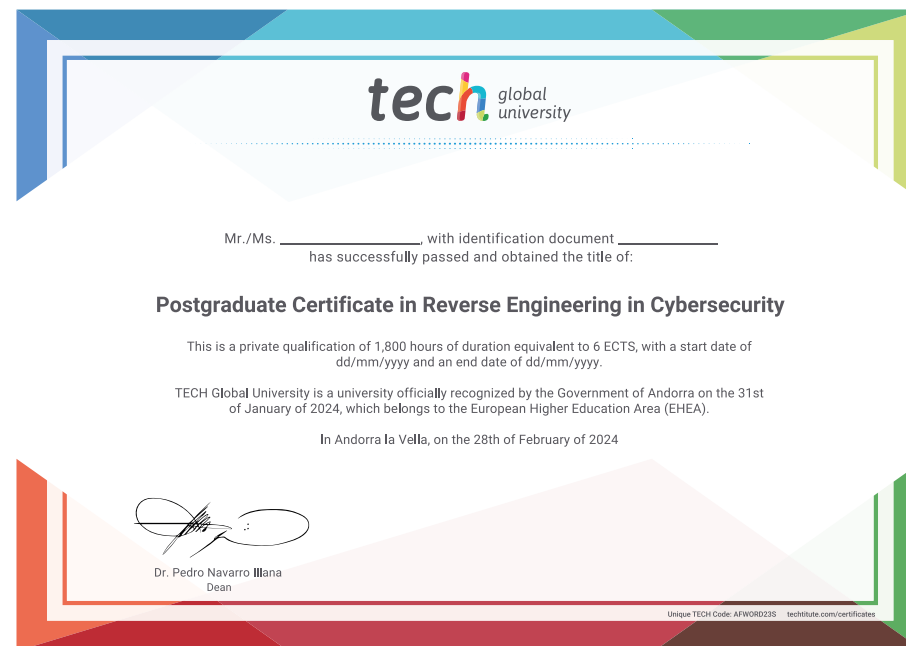 tech global
university
Mr./Ms. ____________________, with identification document ______________
has successfully passed and obtained the title of:
Postgraduate Certificate in Reverse Engineering in Cybersecurity
This is a private qualification of 1,800 hours of duration equivalent to 6 ECTS, with a start date of
dd/mm/yyyy and an end date of dd/mm/yyyy.
TECH Global University is a university officially recognized by the Government of Andorra on the 31st
of January of 2024, which belongs to the European Higher Education Area (EHEA).
In Andorra la Vella, on the 28th of February of 2024
Dr. Pedro Navarro Illana
Dean
Unique TECH Code: AFWORD23S techtitute.com/certificates